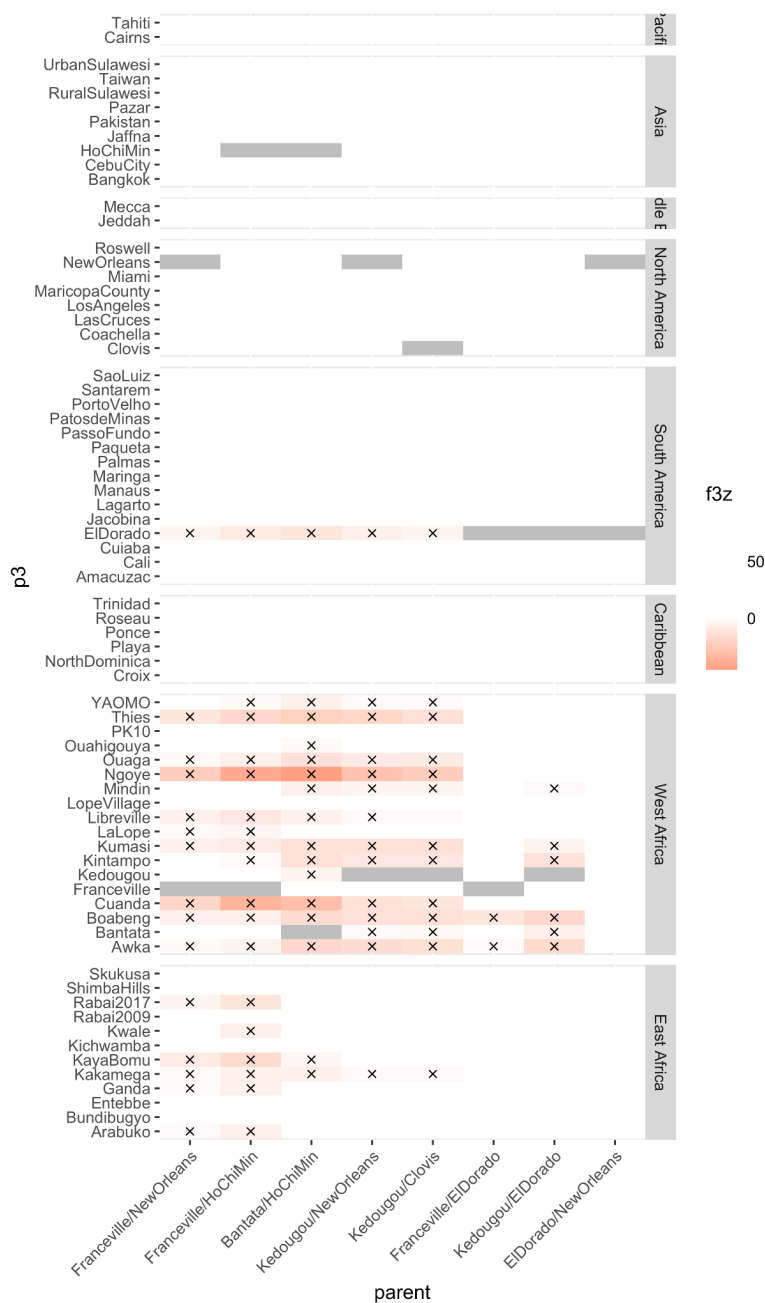 Tahiti
Cairns
Pacifi
UrbanSulawesi
Taiwan
RuralSulawesi
Pazar
Pakistan
Jaffna
HoChiMin
CebuCity
Bangkok
Asia
Mecca
Jeddah
dle E
Roswell
NewOrleans
Miami
MaricopaCounty
LosAngeles
LasCruces
Coachella
Clovis
North America
SaoLuiz
Santarem
PortoVelho
PatosdeMinas
PassoFundo
Paqueta
Palmas
Maringa
Manaus
Lagarto
Jacobina
ElDorado
Cuiaba
Cali
Amacuzac
South America
Trinidad
Roseau
Ponce
Playa
NorthDominica
Croix
Caribbean
YAOMO
Thies
PK10
Ouahigouya
Ouaga
Ngoye
Mindin
LopeVillage
Libreville
LaLope
Kumasi
Kintampo
Kedougou
Franceville
Cuanda
Boabeng
Bantata
Awka
West Africa
Skukusa
ShimbaHills
Rabai2017
Rabai2009
Kwale
Kichwamba
KayaBomu
Kakamega
Ganda
Entebbe
Bundibugyo
Arabuko
East Africa
p3
Franceville/NewOrleans
Franceville/HoChiMin
Bantata/HoChiMin
Kedougou/NewOrleans
Kedougou/Clovis
Franceville/ElDorado
Kedougou/ElDorado
ElDorado/NewOrleans
parent
f3z
50
0